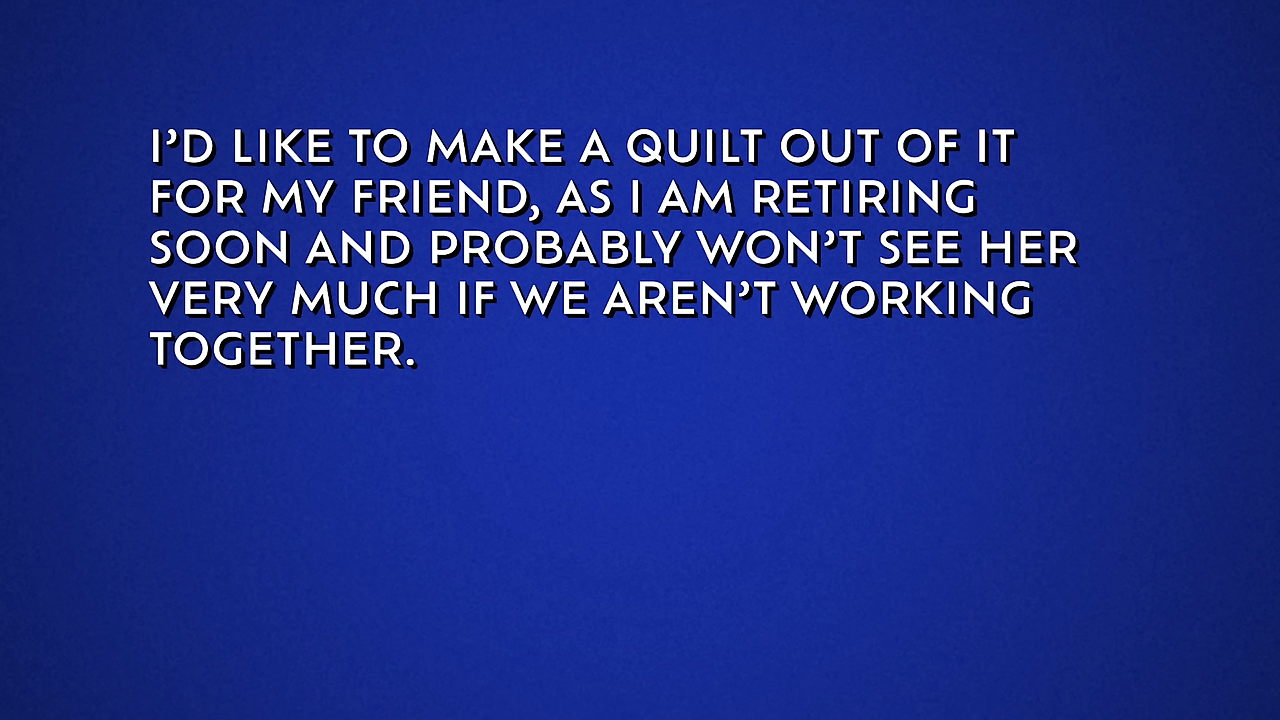 I’D LIKE TO MAKE A QUILT OUT OF IT
FOR MY FRIEND, AS I AM RETIRING
SOON AND PROBABLY WON’T SEE HER
VERY MUCH IF WE AREN’T WORKING
TOGETHER.